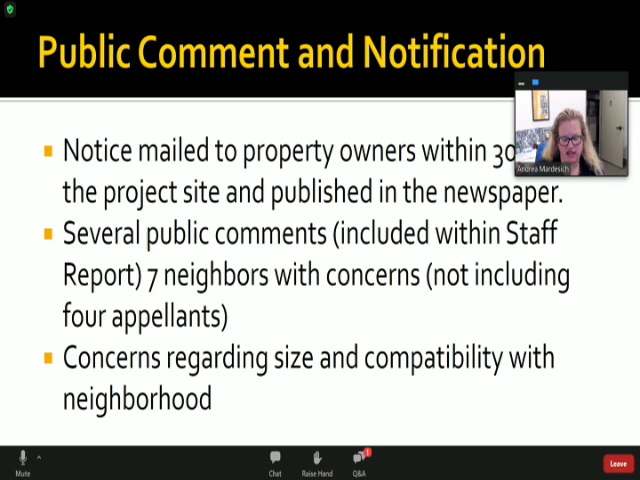 Public Comment and Notification
Notice mailed to property owners within
the project site and published in the newspaper.
Several public comments (included within Staff
Report) 7 neighbors with concerns (not including
four appellants)
Concerns regarding size and compatibility with
neighborhood
Andrea Mardesich
Mute
Chat
Raise Hand
Q&A
1
Leave